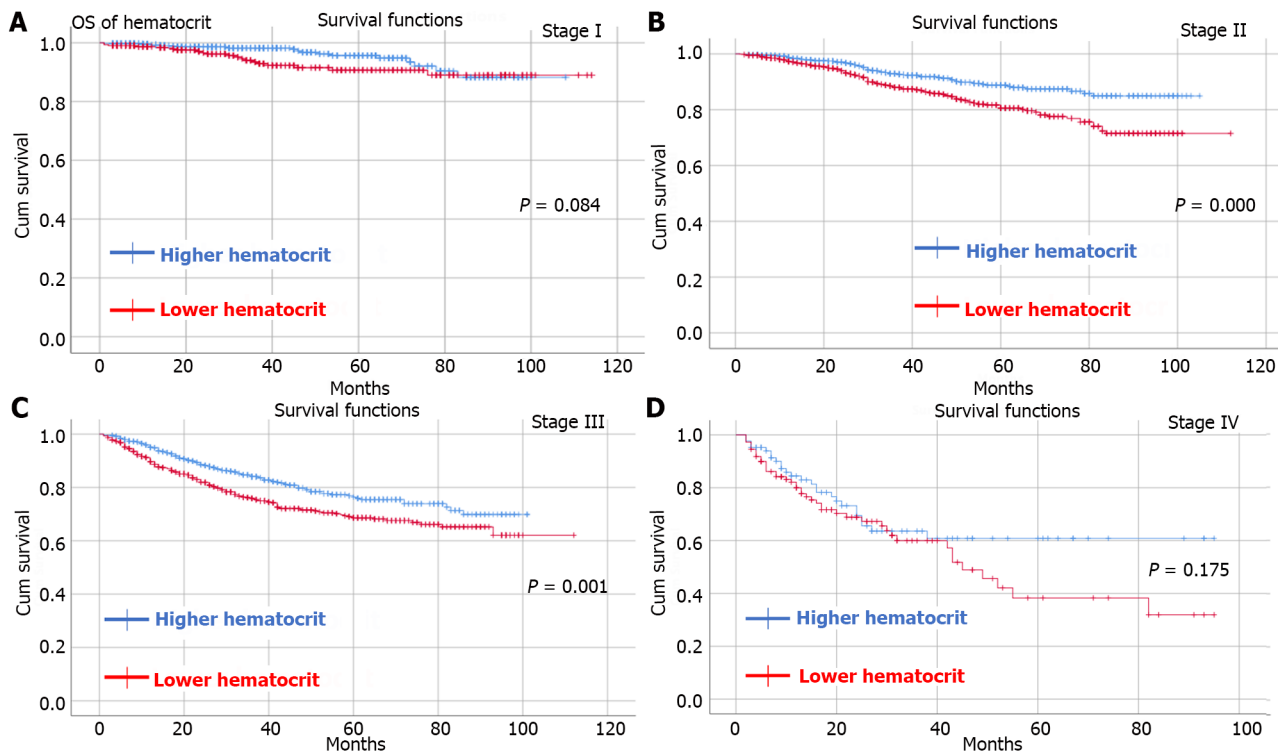 A
OS of hematocrit
Survival functions
Stage I
1.0
0.8
0.6
0.4
0.2
0.0
Cum survival
P = 0.084
Higher hematocrit
Lower hematocrit
0 20 40 60 80 100 120
Months
B
Survival functions
Stage II
1.0
0.8
0.6
0.4
0.2
0.0
Cum survival
P = 0.000
Higher hematocrit
Lower hematocrit
0 20 40 60 80 100 120
Months
C
Survival functions
Stage III
1.0
0.8
0.6
0.4
0.2
0.0
Cum survival
P = 0.001
Higher hematocrit
Lower hematocrit
0 20 40 60 80 100 120
Months
D
Survival functions
Stage IV
1.0
0.8
0.6
0.4
0.2
0.0
Cum survival
P = 0.175
Higher hematocrit
Lower hematocrit
0 20 40 60 80 100
Months